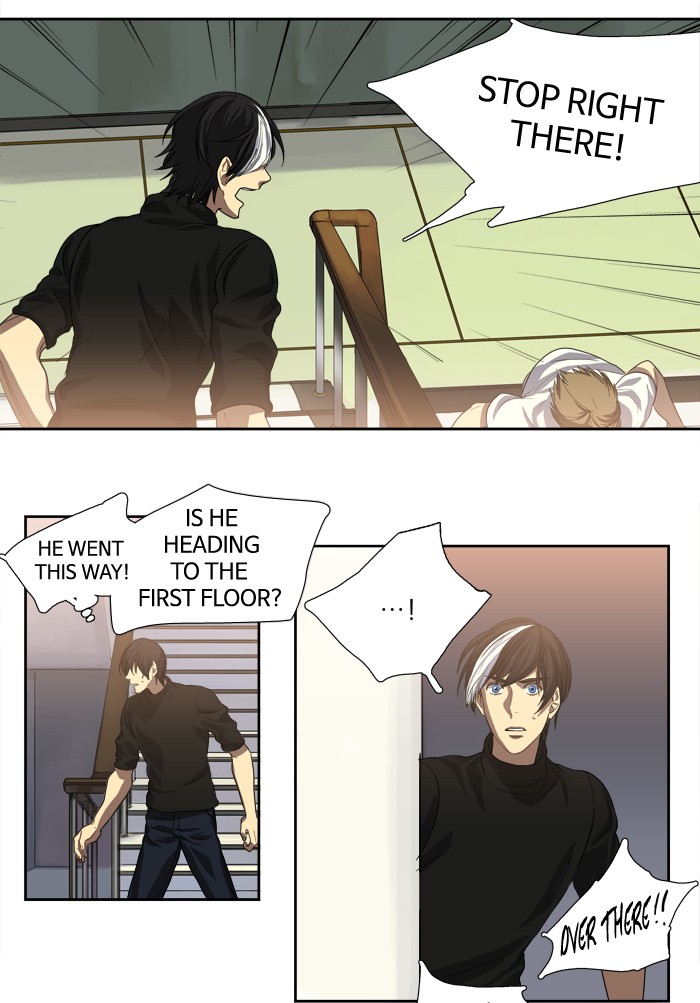 STOP RIGHT
THERE!
HE WENT
THIS WAY!
IS HE
HEADING
TO THE
FIRST FLOOR?
…!
OVER THERE!!